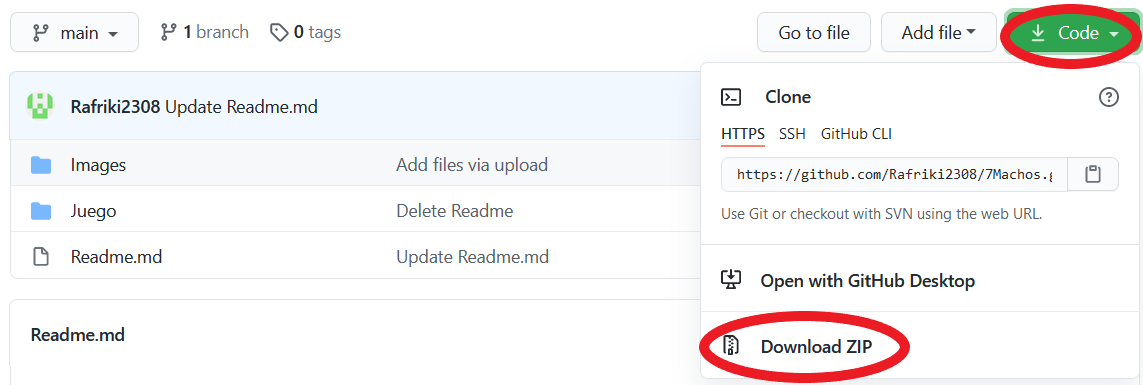 main 1 branch 0 tags Go to file Add file Code
Rafriki2308 Update Readme.md
Clone
HTTPS SSH GitHub CLI
Images Add files via upload
https://github.com/Rafriki2308/7Machos.g
Juego Delete Readme
Use Git or checkout with SVN using the web URL.
Readme.md Update Readme.md
Open with GitHub Desktop
Readme.md
Download ZIP